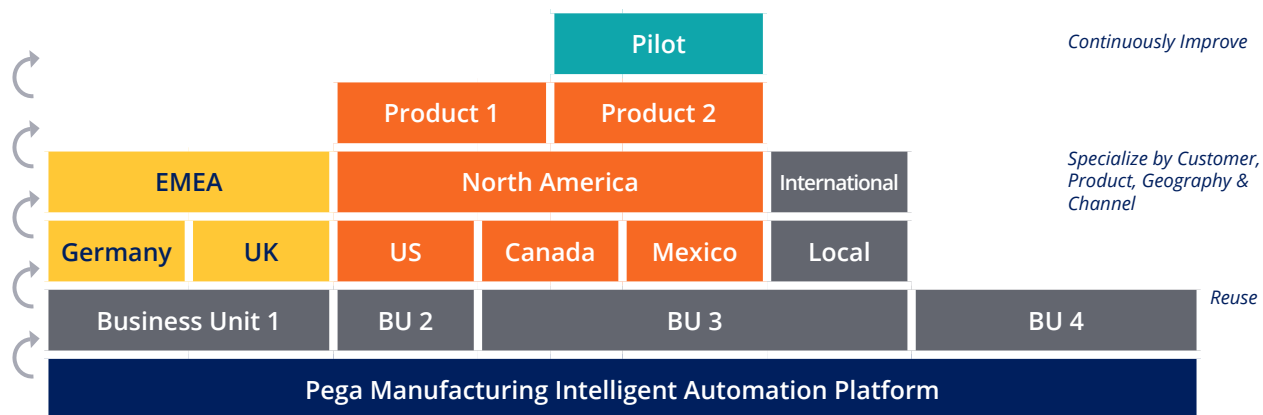 Pilot
Continuously Improve
Product 1
Product 2
EMEA
North America
International
Specialize by Customer,
Product, Geography &
Channel
Germany
UK
US
Canada
Mexico
Local
Reuse
Business Unit 1
BU 2
BU 3
BU 4
Pega Manufacturing Intelligent Automation Platform